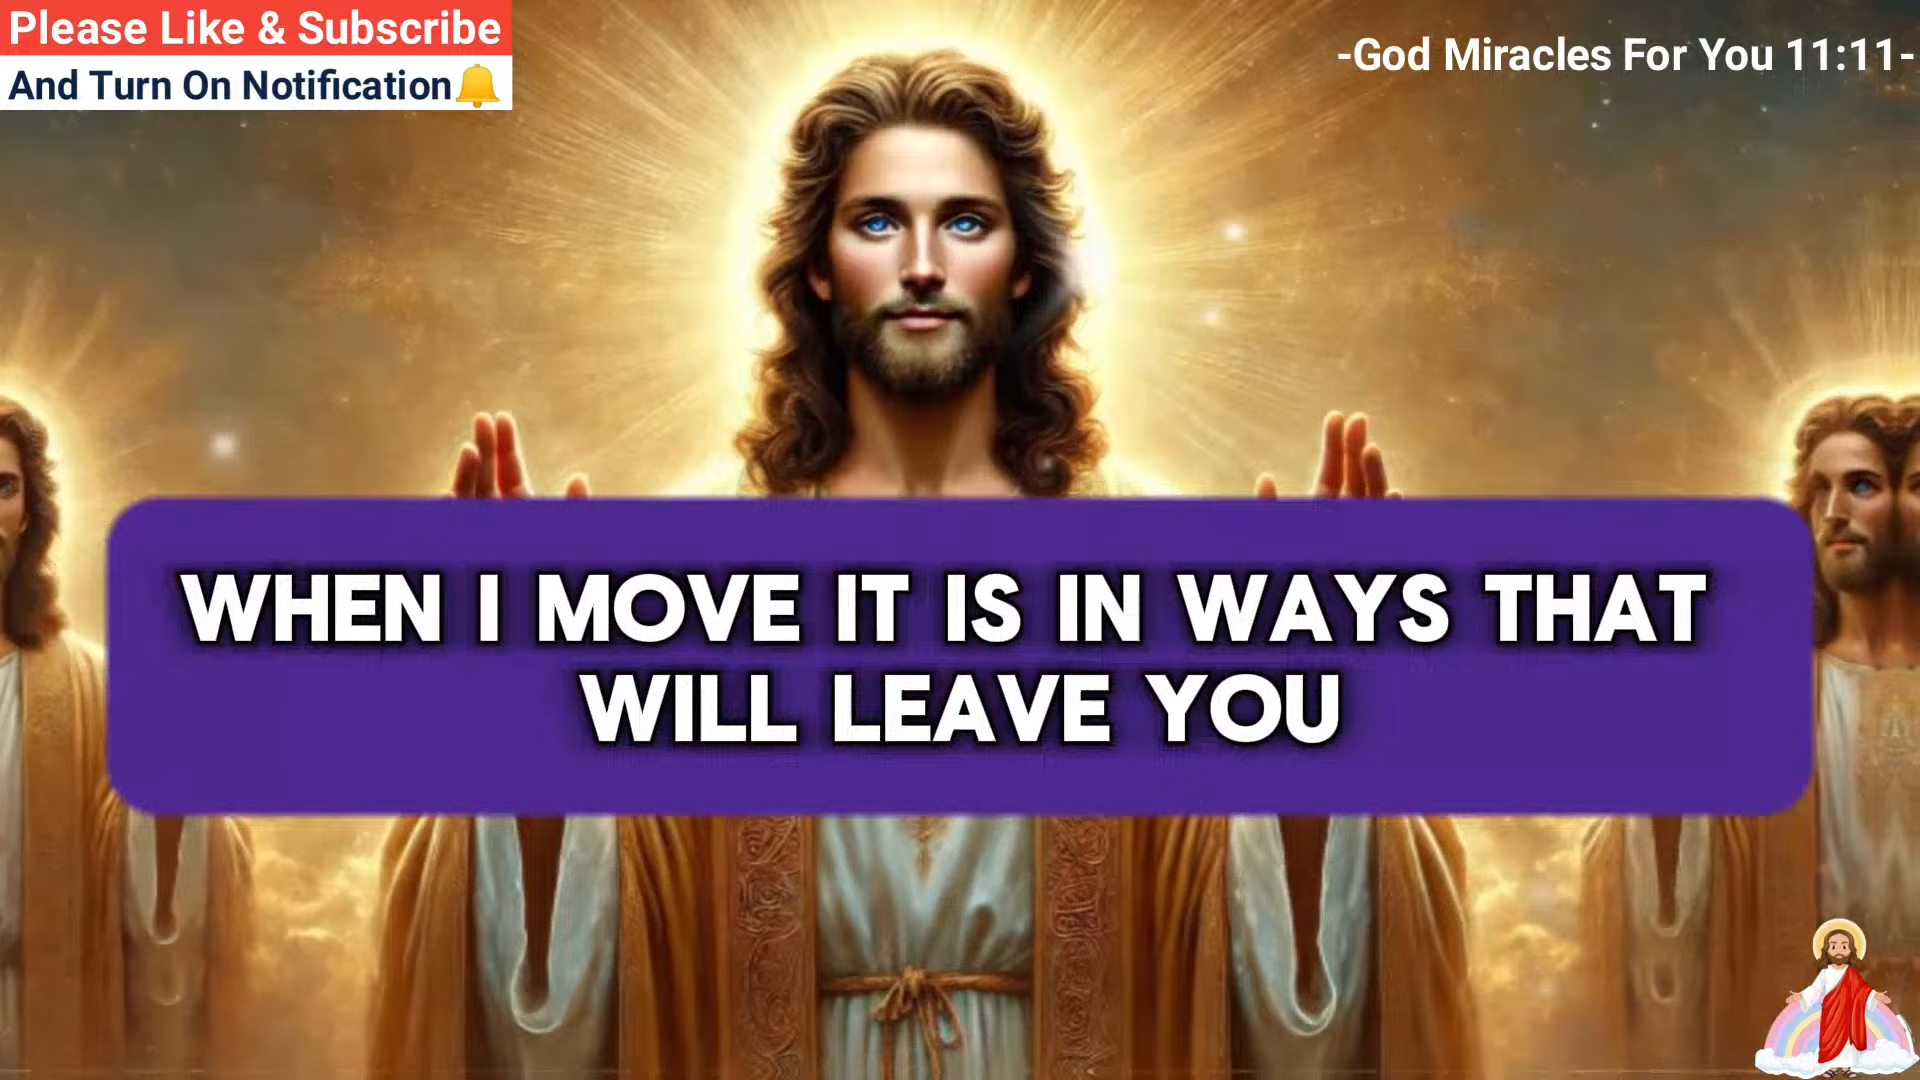 Please Like & Subscribe
And Turn On Notification🔔
-God Miracles For You 11:11-
WHEN I MOVE IT IS IN WAYS THAT
WILL LEAVE YOU